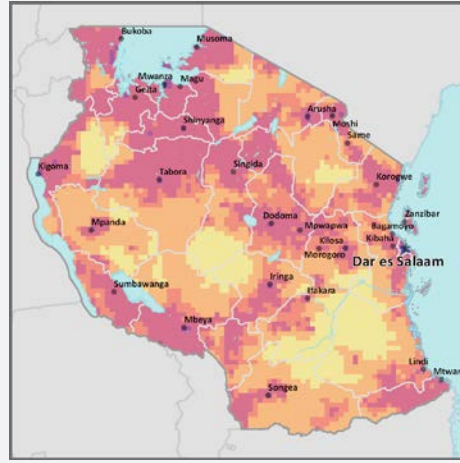 Bukoba
Musoma
Mwanza
Magu
Geita
Arusha
Moshi
Shinyanga
Same
Kigoma
Tabora
Singida
Korogwe
Zanzibar
Dodoma
Mpwapwa
Bagamoyo
Mpanda
Kilosa
Kibaha
Morogoro
Dar es Salaam
Sumbawanga
Iringa
Ifakara
Mbeya
Lindi
Mtwar
Songea